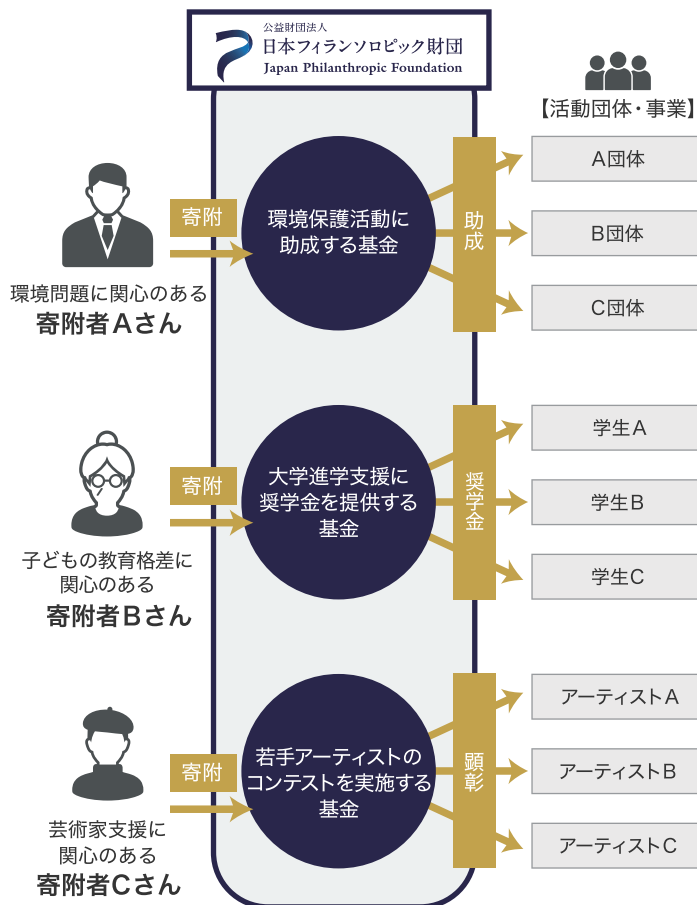 公益財団法人
日本フィランソロピック財団
Japan Philanthropic Foundation
【活動団体・事業】
環境問題に関心のある
寄附者Aさん
寄附
環境保護活動に
助成する基金
助成
A団体
B団体
C団体
子どもの教育格差に
関心のある
寄附者Bさん
寄附
大学進学支援に
奨学金を提供する
基金
奨学金
学生A
学生B
学生C
芸術家支援に
関心のある
寄附者Cさん
寄附
若手アーティストの
コンテストを実施する
基金
顕彰
アーティストA
アーティストB
アーティストC